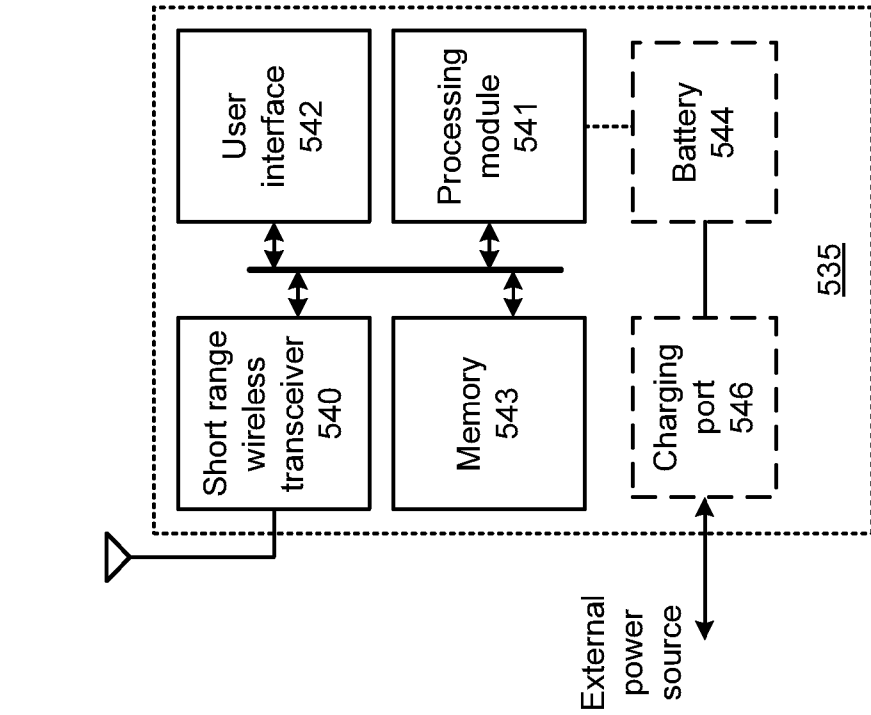 Short range
wireless
transceiver
540
User
interface
542
Memory
543
Processing
module
541
External
power
source
Charging
port
546
Battery
544
535